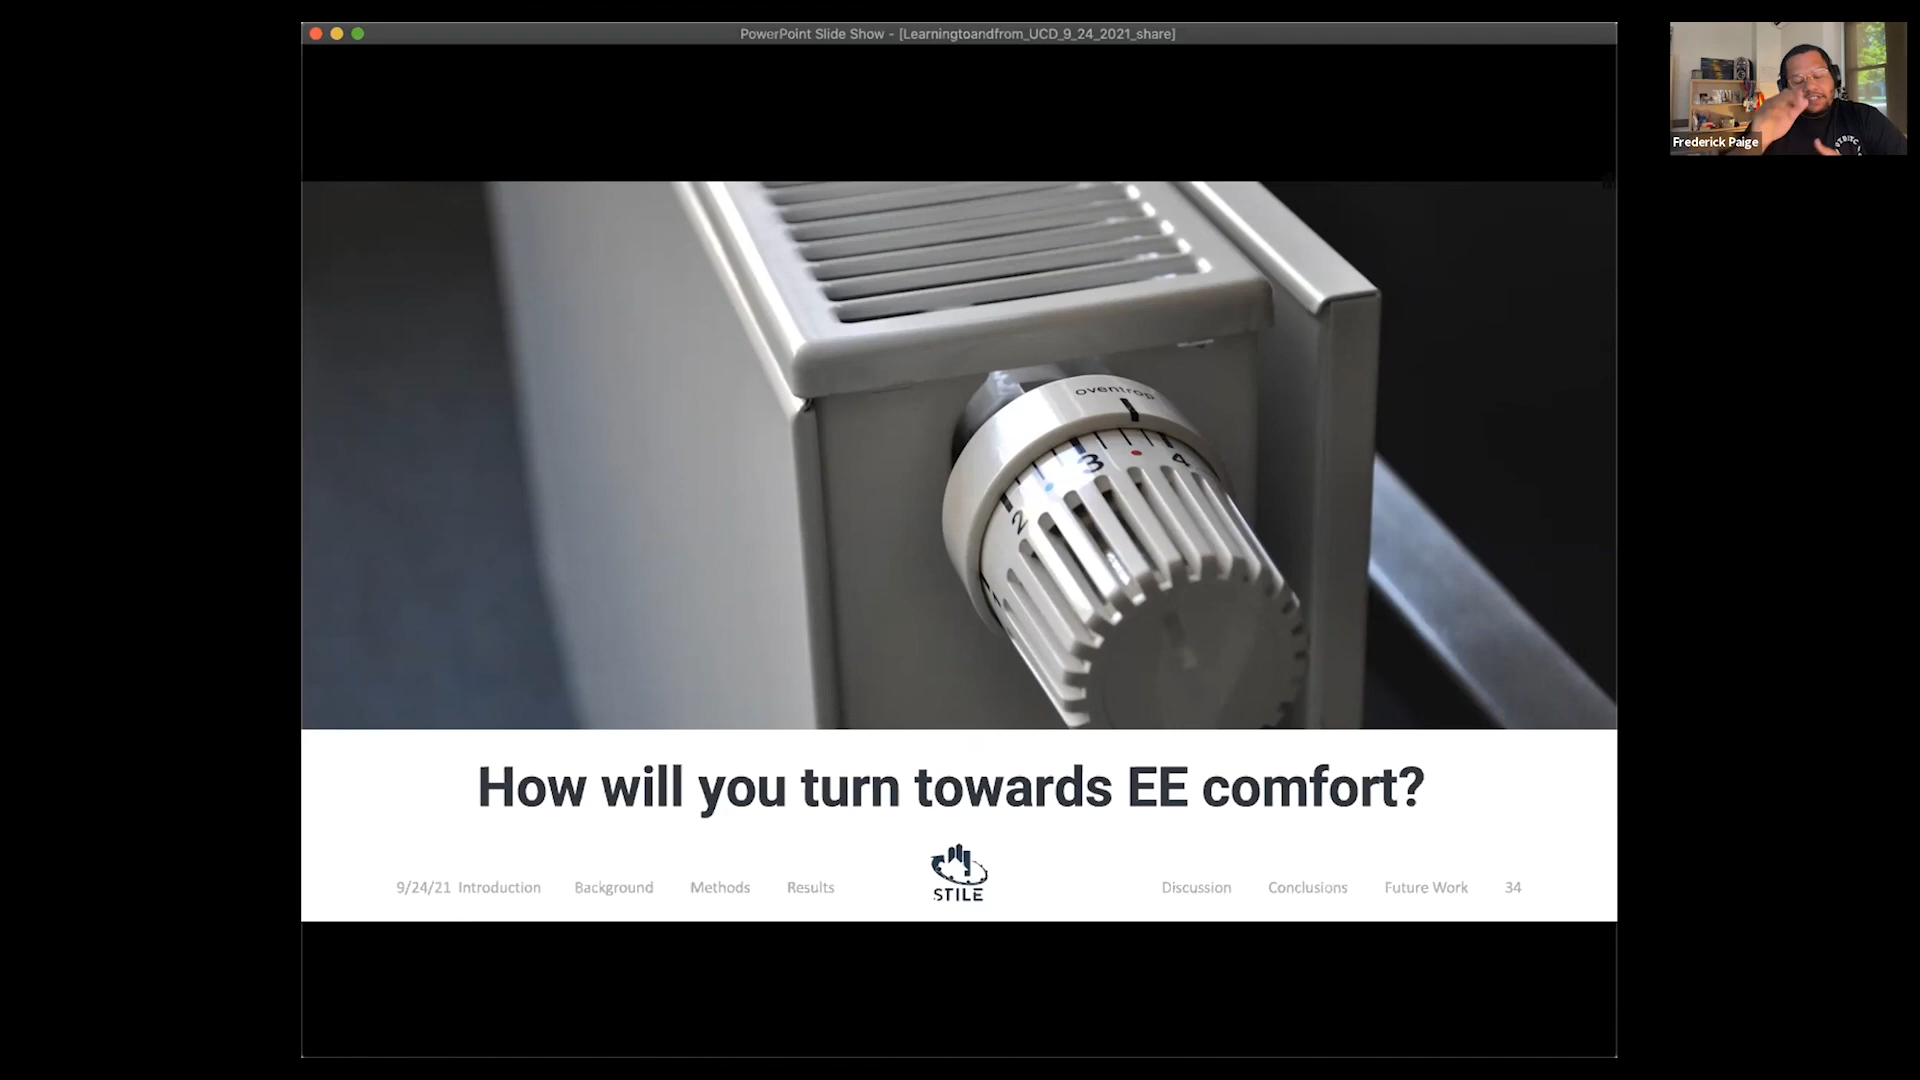 PowerPoint Slide Show - [Learningtoandfrom_UCD_9_24_2021_share]
Frederick Paige
oventrop
2
3
4
How will you turn towards EE comfort?
STILE
9/24/21 Introduction Background Methods Results Discussion Conclusions Future Work 34